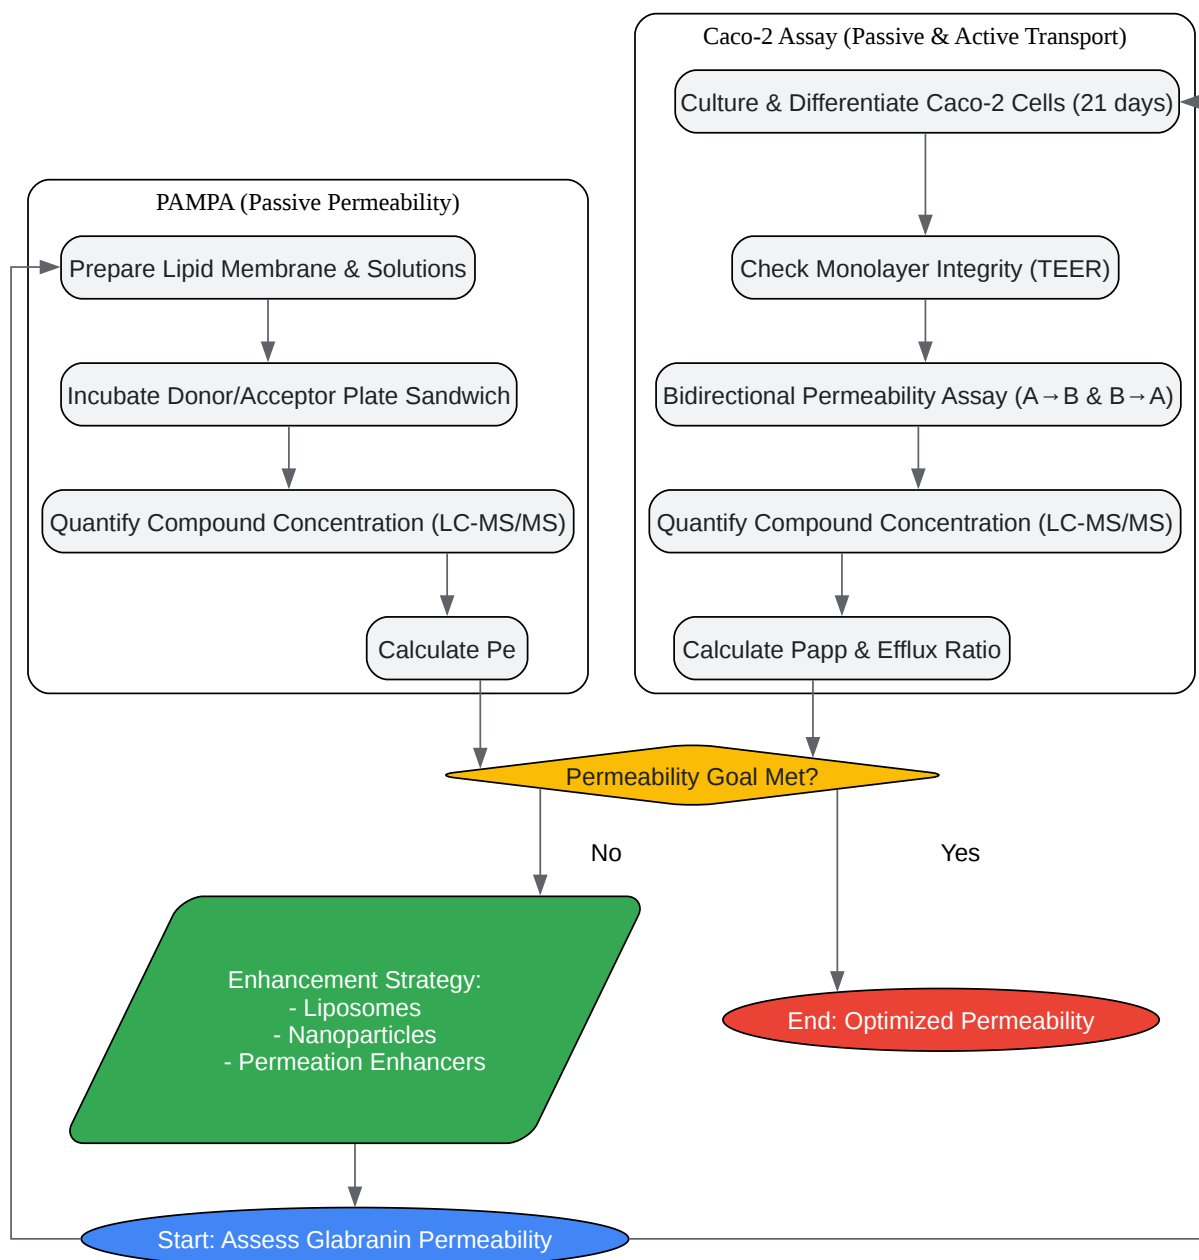 Caco-2 Assay (Passive & Active Transport)
Culture & Differentiate Caco-2 Cells (21 days)
Check Monolayer Integrity (TEER)
Bidirectional Permeability Assay (A→B & B→A)
Quantify Compound Concentration (LC-MS/MS)
Calculate Papp & Efflux Ratio
PAMPA (Passive Permeability)
Prepare Lipid Membrane & Solutions
Incubate Donor/Acceptor Plate Sandwich
Quantify Compound Concentration (LC-MS/MS)
Calculate Pe
Permeability Goal Met?
No
Yes
Enhancement Strategy:
- Liposomes
- Nanoparticles
- Permeation Enhancers
End: Optimized Permeability
Start: Assess Glabranin Permeability